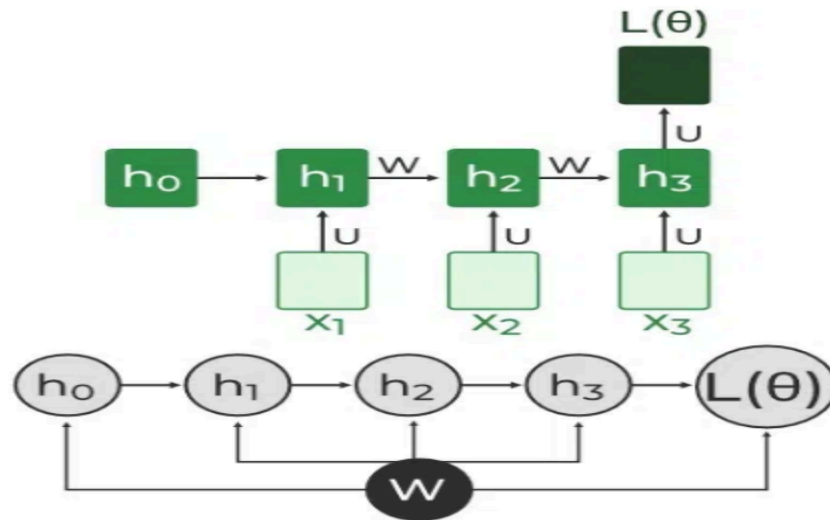 L(θ)
U
h₀ h₁ W h₂ W h₃
U U U
x₁ x₂ x₃
h₀ h₁ h₂ h₃ L(θ)
W